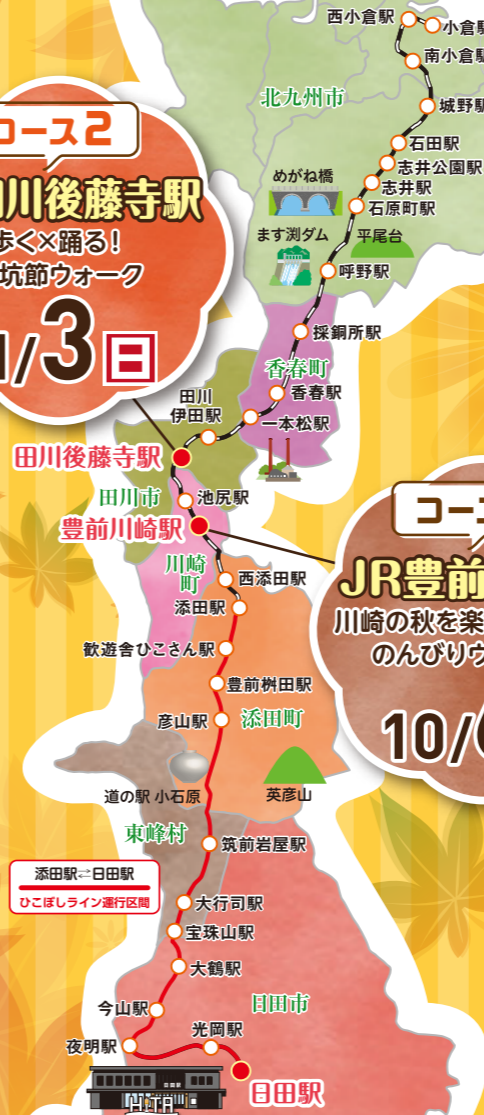 西小倉駅
小倉駅
南小倉駅
城野駅
北九州市
石田駅
志井公園駅
志井駅
石原町駅
めがね橋
ます渕ダム
平尾台
呼野駅
コース2
川後藤寺駅
歩く×踊る!
坑節ウォーク
/3日
採銅所駅
香春町
香春駅
田川
伊田駅
一本松駅
田川後藤寺駅
田川市
池尻駅
豊前川崎駅
川崎
町
コー
JR豊前
川崎の秋を楽
のんびりウ
10/
西添田駅
添田駅
歓遊舎ひこさん駅
豊前桝田駅
彦山駅
添田町
道の駅 小石原
英彦山
東峰村
筑前岩屋駅
添田駅⇄日田駅
ひこぼしライン運行区間
大行司駅
宝珠山駅
大鶴駅
今山駅
日田市
光岡駅
夜明駅
日田駅
HITA
日田駅